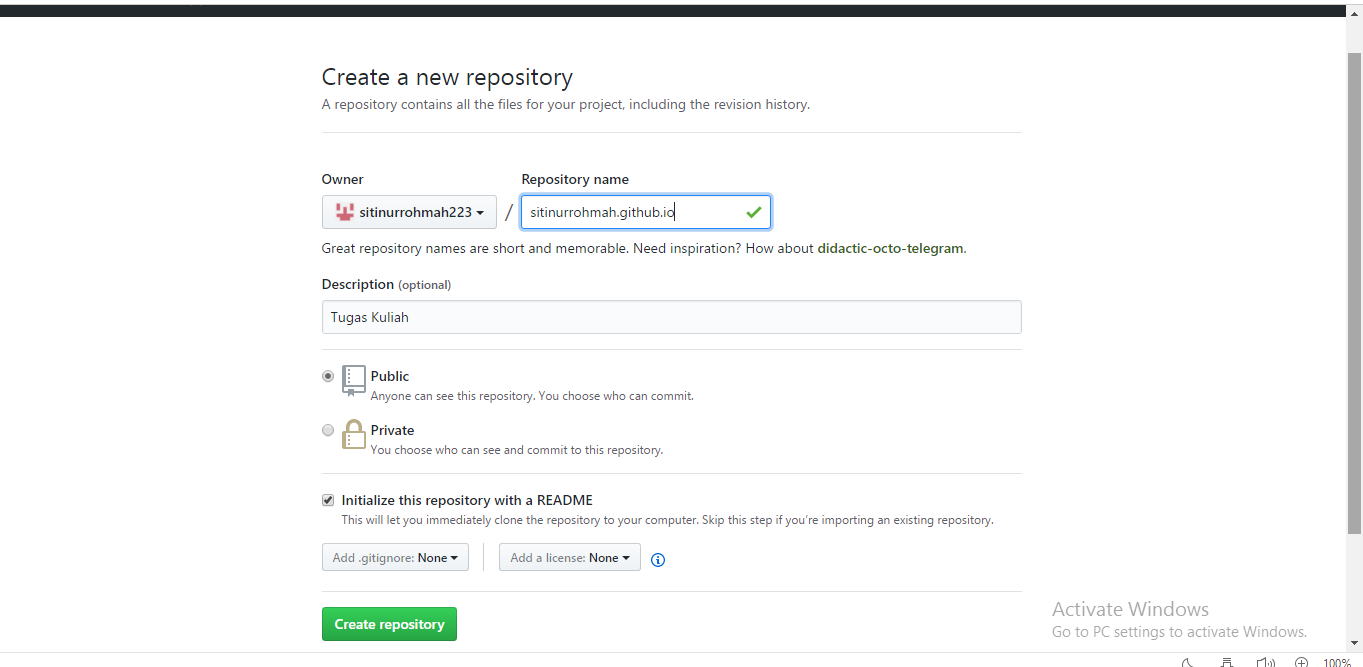 Create a new repository
A repository contains all the files for your project, including the revision history.
Owner
Repository name
sitinurrohmah223
/
sitinurrohmah.github.io
Great repository names are short and memorable. Need inspiration? How about didactic-octo-telegram.
Description (optional)
Tugas Kuliah
Public
Anyone can see this repository. You choose who can commit.
Private
You choose who can see and commit to this repository.
Initialize this repository with a README
This will let you immediately clone the repository to your computer. Skip this step if you're importing an existing repository.
Add .gitignore: None
Add a license: None
Create repository
Activate Windows
Go to PC settings to activate Windows.
100%